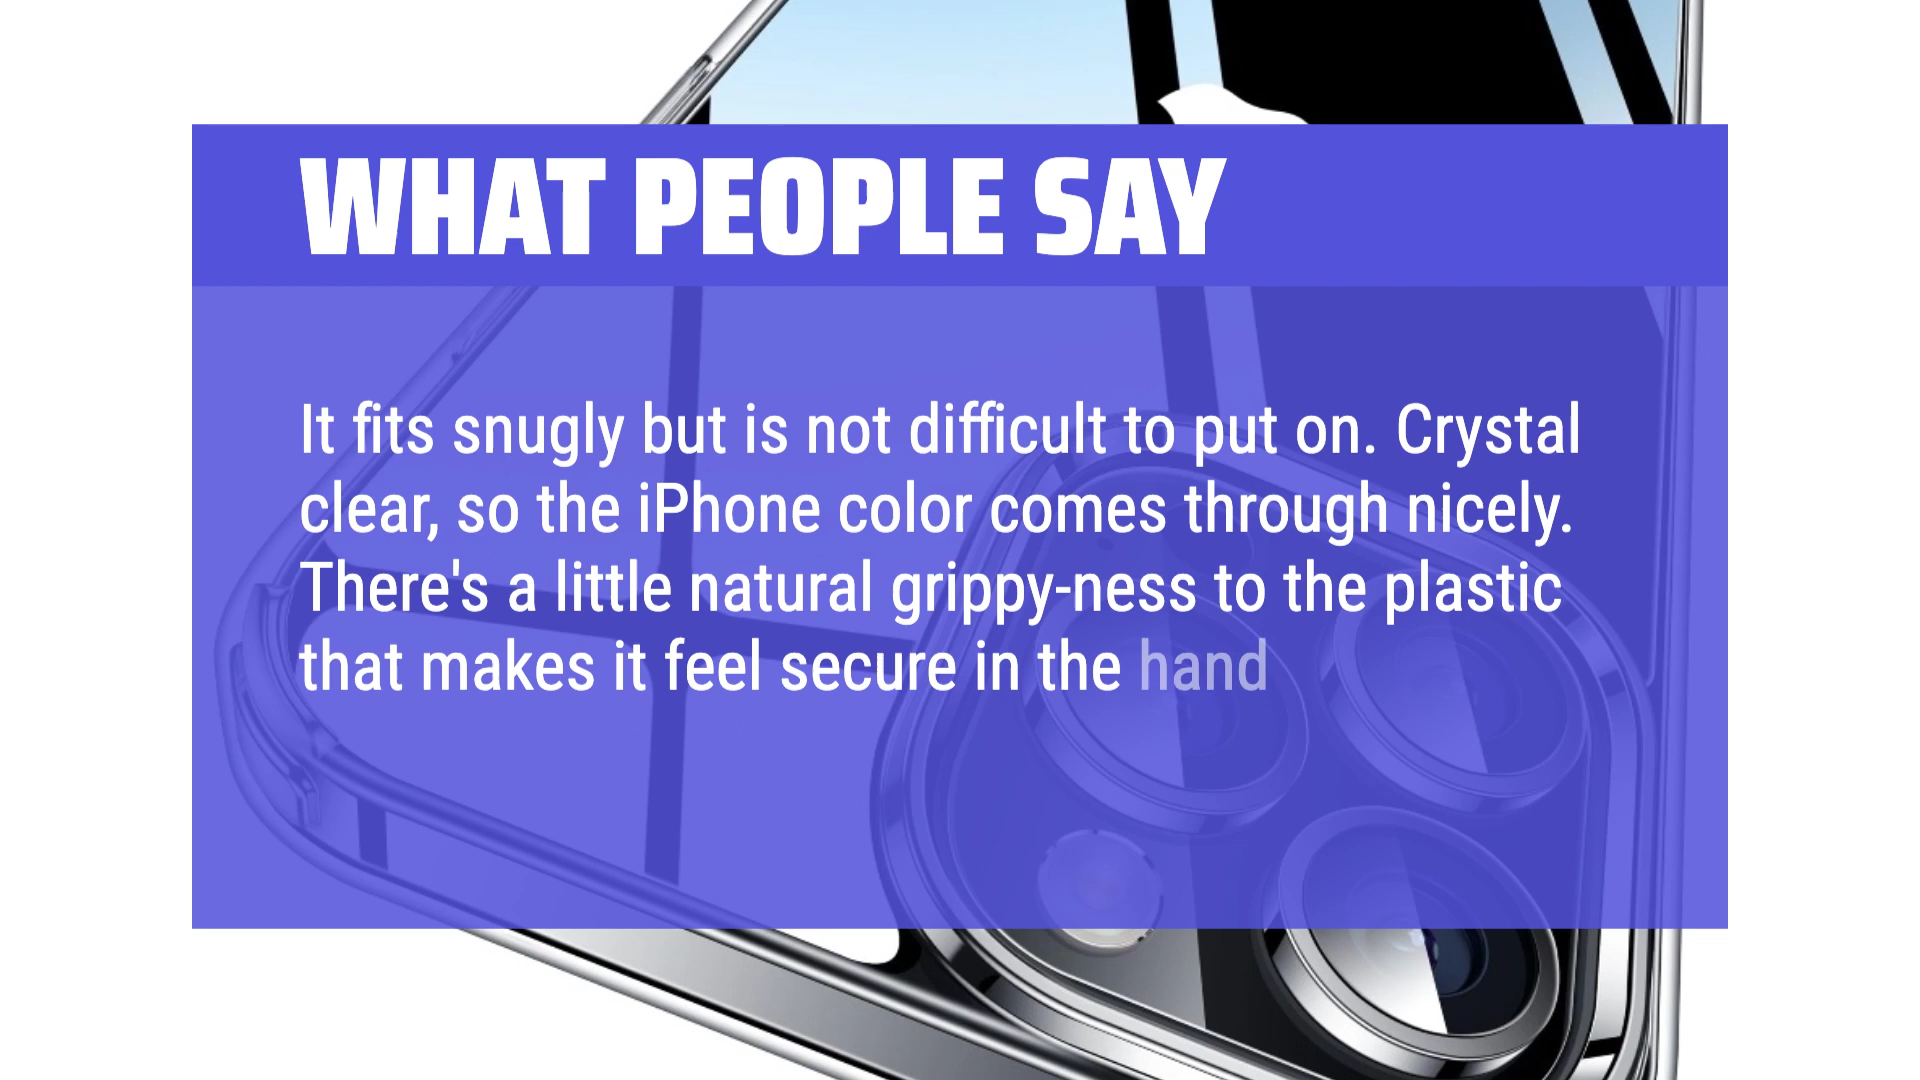 WHAT PEOPLE SAY
It fits snugly but is not difficult to put on. Crystal
clear, so the iPhone color comes through nicely.
There's a little natural grippy-ness to the plastic
that makes it feel secure in the hand